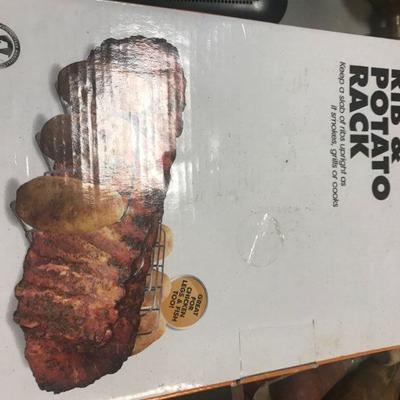 RIB &
POTATO
RACK
Keep a slab of ribs upright as
it smokes, grills or cooks
GREAT
FOR
CHICKEN
LEGS & FISH
TOO!